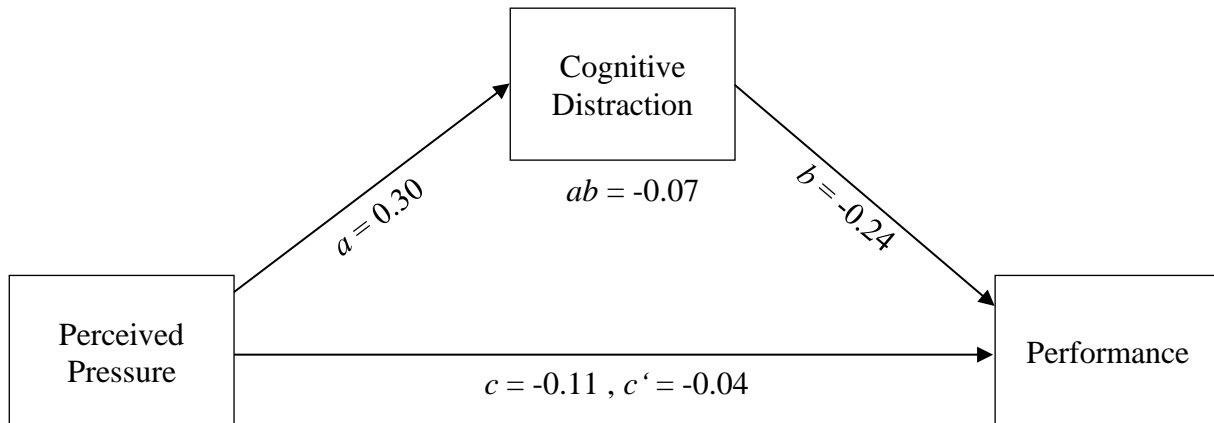 Cognitive
Distraction
ab = -0.07
a = 0.30
b = -0.24
Perceived
Pressure
c = -0.11 , c‘ = -0.04
Performance